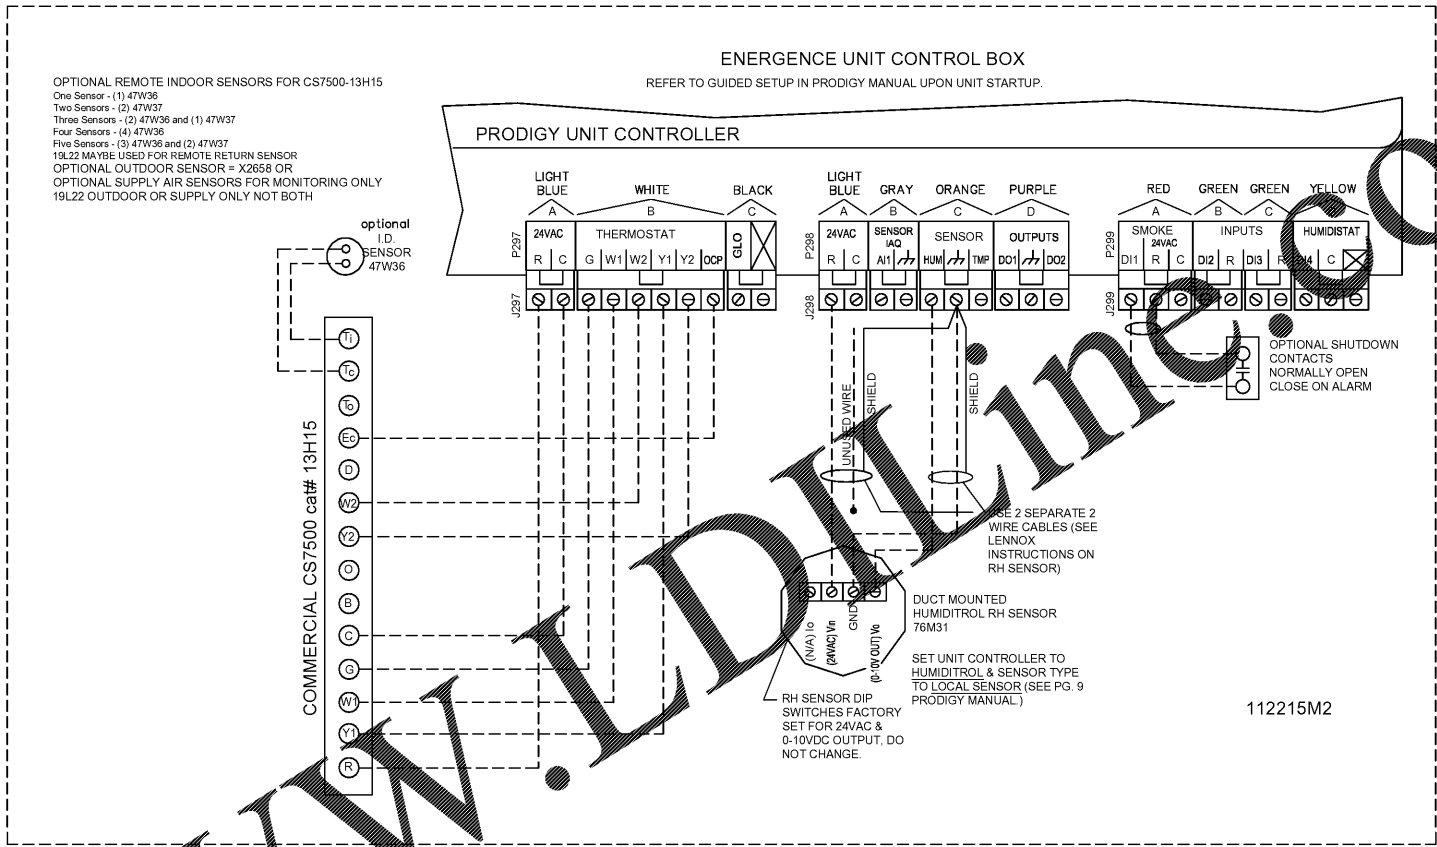 ENERGENCE UNIT CONTROL BOX
REFER TO GUIDED SETUP IN PRODIGY MANUAL UPON UNIT STARTUP.
OPTIONAL REMOTE INDOOR SENSORS FOR CS7500-13H15
One Sensor - (1) 47W36
Two Sensors - (2) 47W37
Three Sensors - (2) 47W36 and (1) 47W37
Four Sensors - (4) 47W36
Five Sensors - (3) 47W36 and (2) 47W37
19L22 MAYBE USED FOR REMOTE RETURN SENSOR
OPTIONAL OUTDOOR SENSOR = X2658 OR
OPTIONAL SUPPLY AIR SENSORS FOR MONITORING ONLY
19L22 OUTDOOR OR SUPPLY ONLY NOT BOTH
PRODIGY UNIT CONTROLLER
LIGHT BLUE
WHITE
BLACK
LIGHT BLUE
GRAY
ORANGE
PURPLE
RED
GREEN
GREEN
YELLOW
A B C
A B C D
A B C
P297
24VAC
THERMOSTAT
GLO
R C G W1 W2 Y1 Y2 OCP
J297
P298
24VAC
SENSOR IAQ
SENSOR
OUTPUTS
R C AI1 HUM TMP DO1 DO2
J298
P299
SMOKE
24VAC
INPUTS
HUMIDISTAT
DI1 R C DI2 R DI3 R DI4 C
J299
optional
I.D.
SENSOR
47W36
COMMERCIAL CS7500 cat# 13H15
Ti
Tc
To
Ec
D
W2
Y2
O
B
C
G
W1
Y1
R
UNUSED WIRE
SHIELD
SHIELD
OPTIONAL SHUTDOWN
CONTACTS
NORMALLY OPEN
CLOSE ON ALARM
USE 2 SEPARATE 2
WIRE CABLES (SEE
LENNOX
INSTRUCTIONS ON
RH SENSOR)
(N/A) Io
(24VAC) Vin
GND
(0-10V OUT) Vo
DUCT MOUNTED
HUMIDITROL RH SENSOR
76M31
SET UNIT CONTROLLER TO
HUMIDITROL & SENSOR TYPE
TO LOCAL SENSOR (SEE PG. 9
PRODIGY MANUAL.)
RH SENSOR DIP
SWITCHES FACTORY
SET FOR 24VAC &
0-10VDC OUTPUT, DO
NOT CHANGE.
112215M2
WW.LDILine.co